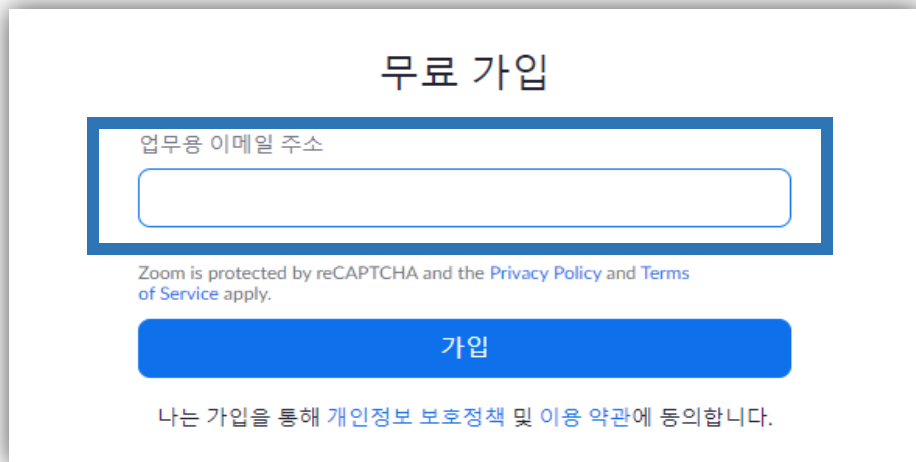 무료 가입
업무용 이메일 주소
Zoom is protected by reCAPTCHA and the Privacy Policy and Terms
of Service apply.
가입
나는 가입을 통해 개인정보 보호정책 및 이용 약관에 동의합니다.